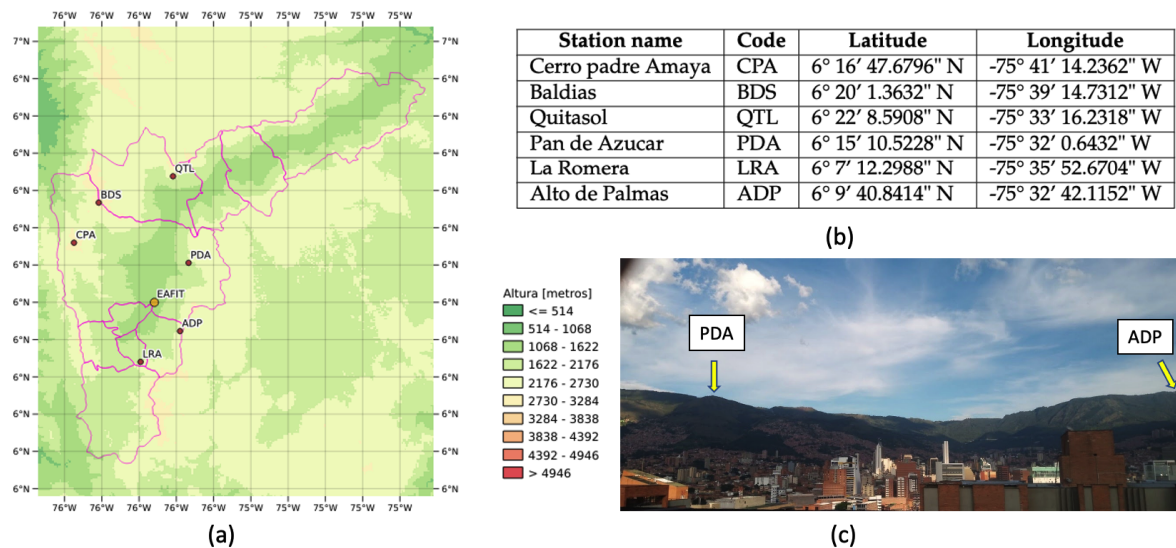 76°W 76°W 76°W 76°W 76°W 76°W 75°W 75°W 75°W 75°W
7°N
6°N
6°N
6°N
6°N
6°N
6°N
6°N
6°N
6°N
6°N
6°N
6°N
7°N
6°N
6°N
6°N
6°N
6°N
6°N
6°N
6°N
6°N
6°N
6°N
6°N
QTL
BDS
CPA
PDA
EAFIT
ADP
LRA
76°W 76°W 76°W 76°W 76°W 76°W 75°W 75°W 75°W 75°W
(a)
Altura [metros]
<= 514
514 - 1068
1068 - 1622
1622 - 2176
2176 - 2730
2730 - 3284
3284 - 3838
3838 - 4392
4392 - 4946
> 4946
Station name Code Latitude Longitude
Cerro padre Amaya CPA 6° 16′ 47.6796" N -75° 41′ 14.2362" W
Baldias BDS 6° 20′ 1.3632" N -75° 39′ 14.7312" W
Quitasol QTL 6° 22′ 8.5908" N -75° 33′ 16.2318" W
Pan de Azucar PDA 6° 15′ 10.5228" N -75° 32′ 0.6432" W
La Romera LRA 6° 7′ 12.2988" N -75° 35′ 52.6704" W
Alto de Palmas ADP 6° 9′ 40.8414" N -75° 32′ 42.1152" W
(b)
PDA
ADP
(c)